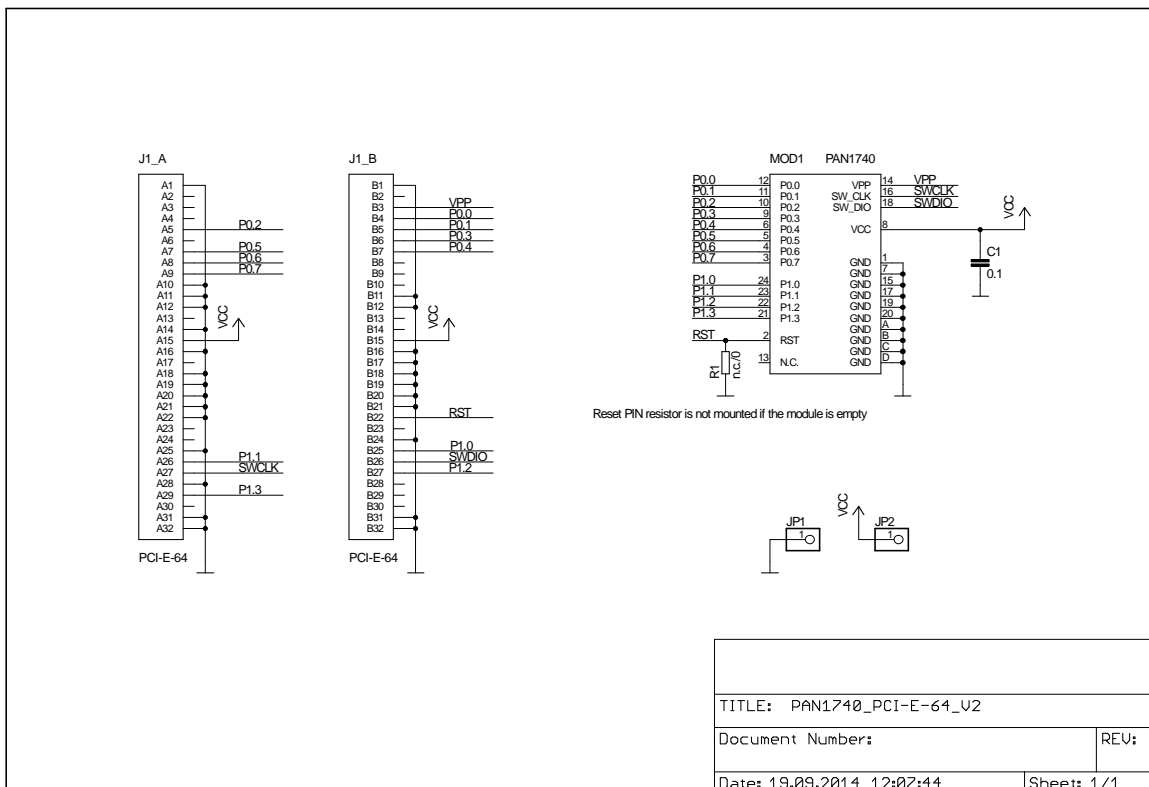 J1_A
A1
A2
A3
A4
A5 P0.2
A6
A7 P0.5
A8 P0.6
A9 P0.7
A10
A11
A12
A13
A14
A15 VCC
A16
A17
A18
A19
A20
A21
A22
A23
A24
A25
A26 P1.1
A27 SWCLK
A28
A29 P1.3
A30
A31
A32
PCI-E-64
J1_B
B1
B2
B3 VPP
B4 P0.0
B5 P0.1
B6 P0.3
B7 P0.4
B8
B9
B10
B11
B12
B13
B14
B15 VCC
B16
B17
B18
B19
B20
B21
B22 RST
B23
B24
B25 P1.0
B26 SWDIO
B27 P1.2
B28
B29
B30
B31
B32
PCI-E-64
MOD1 PAN1740
P0.0 12 P0.0 VPP 14 VPP
P0.1 11 P0.1 SW_CLK 16 SWCLK
P0.2 10 P0.2 SW_DIO 18 SWDIO
P0.3 9 P0.3
P0.4 6 P0.4 VCC 8 VCC
P0.5 5 P0.5
P0.6 4 P0.6
P0.7 3 P0.7 GND 1
GND 7
P1.0 24 P1.0 GND 15
P1.1 23 P1.1 GND 17
P1.2 22 P1.2 GND 19
P1.3 21 P1.3 GND 20
GND A
RST 2 RST GND B
GND C
13 N.C. GND D
C1
0.1
R1
n.c./0
Reset PIN resistor is not mounted if the module is empty
JP1
1
VCC
JP2
1
TITLE: PAN1740_PCI-E-64_V2
Document Number:
REV:
Date: 19.09.2014 12:07:44
Sheet: 1/1